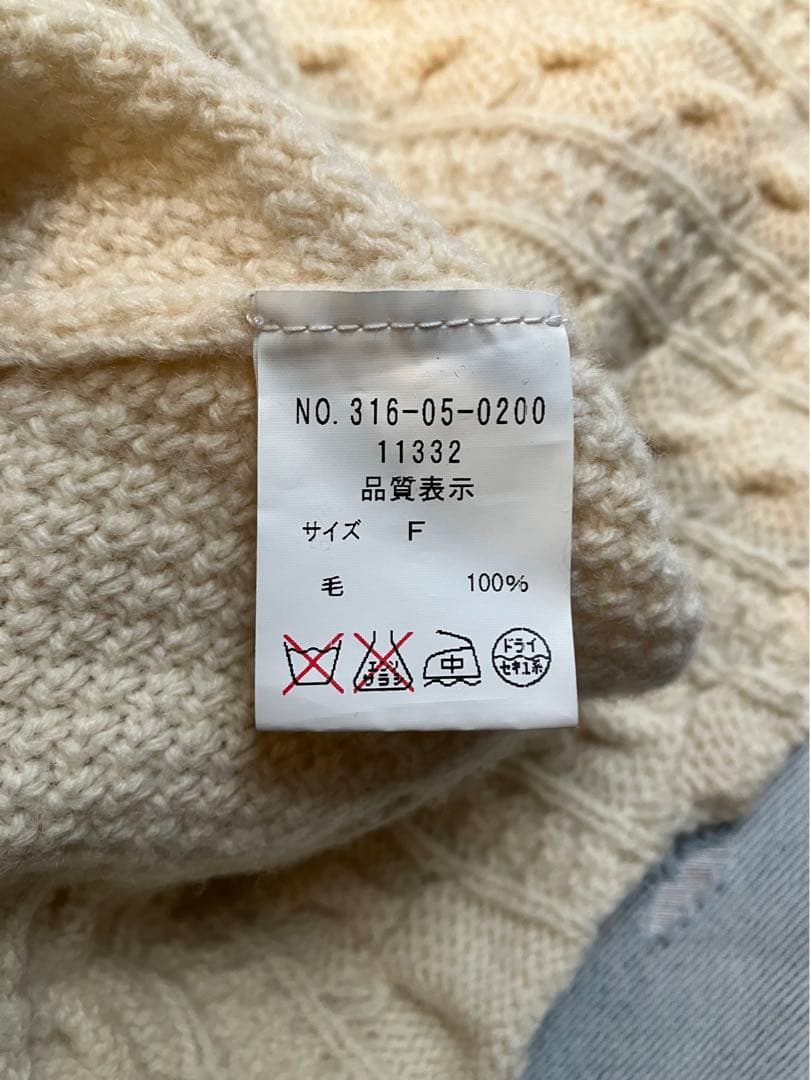 NO. 316-05-0200
11332
品質表示
サイズ F
毛 100%
エンソ
サラシ
中
ドライ
セキユ系